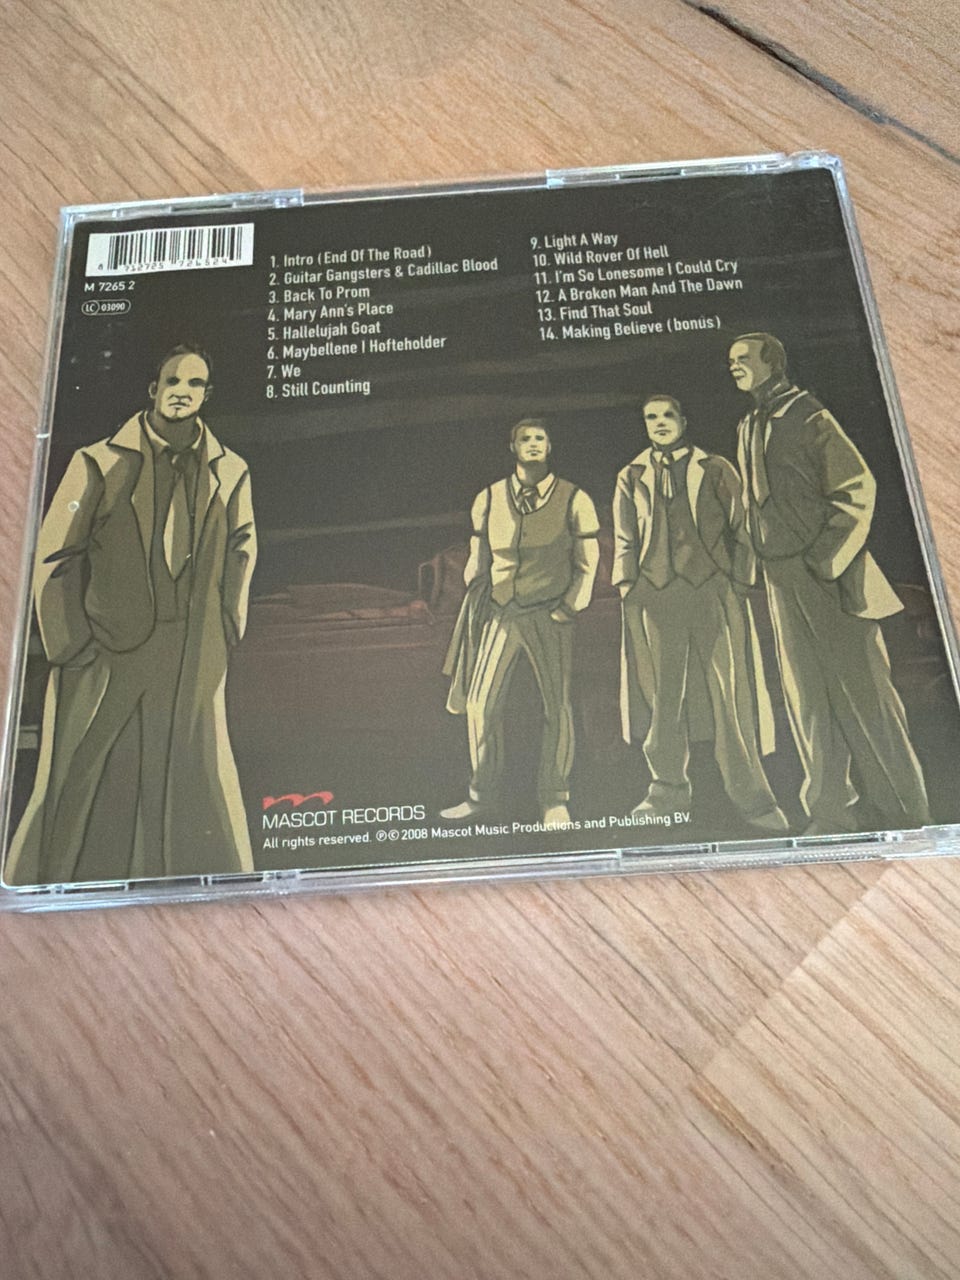 8 712725 726524
M 7265 2
LC 03090
1. Intro (End Of The Road)
2. Guitar Gangsters & Cadillac Blood
3. Back To Prom
4. Mary Ann's Place
5. Hallelujah Goat
6. Maybellene I Hofteholder
7. We
8. Still Counting
9. Light A Way
10. Wild Rover Of Hell
11. I'm So Lonesome I Could Cry
12. A Broken Man And The Dawn
13. Find That Soul
14. Making Believe (bonus)
MASCOT RECORDS
All rights reserved. ℗© 2008 Mascot Music Productions and Publishing BV.